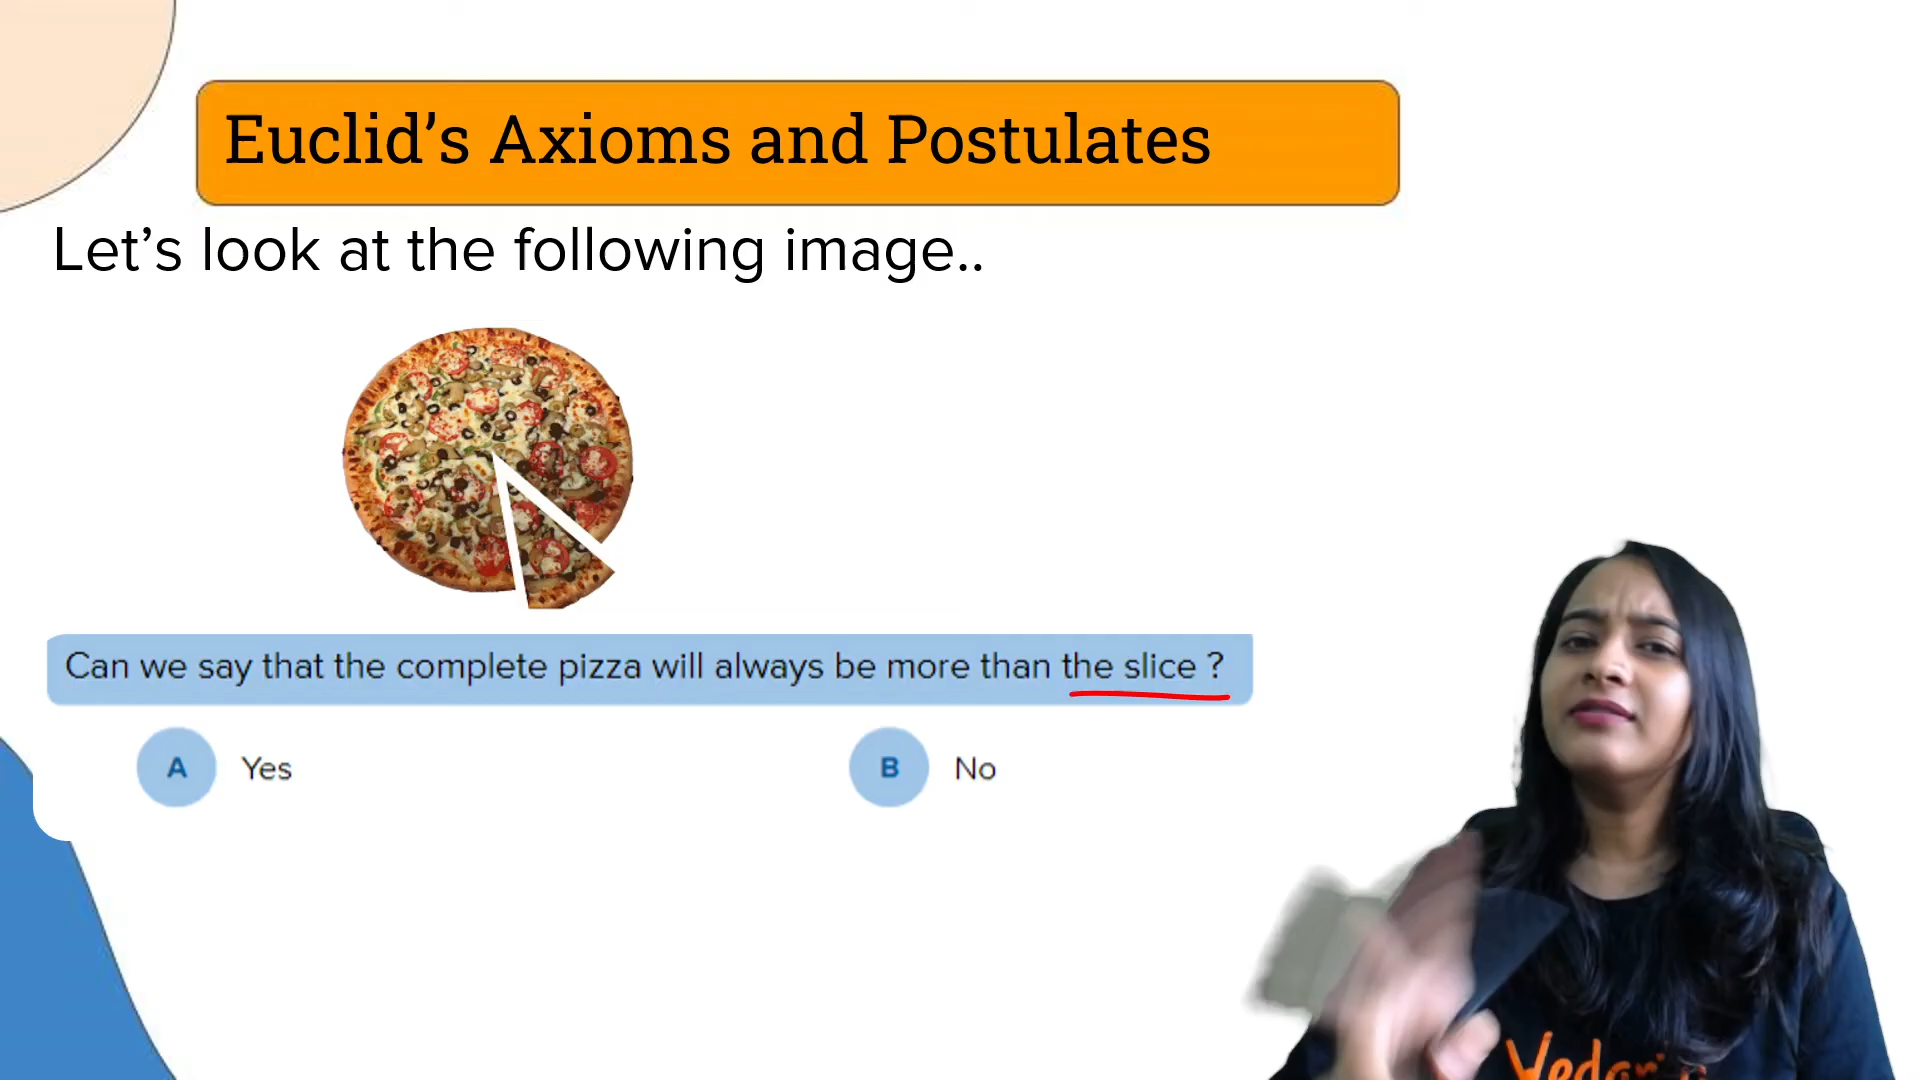 Euclid’s Axioms and Postulates
Let’s look at the following image..
Can we say that the complete pizza will always be more than the slice ?
A Yes
B No